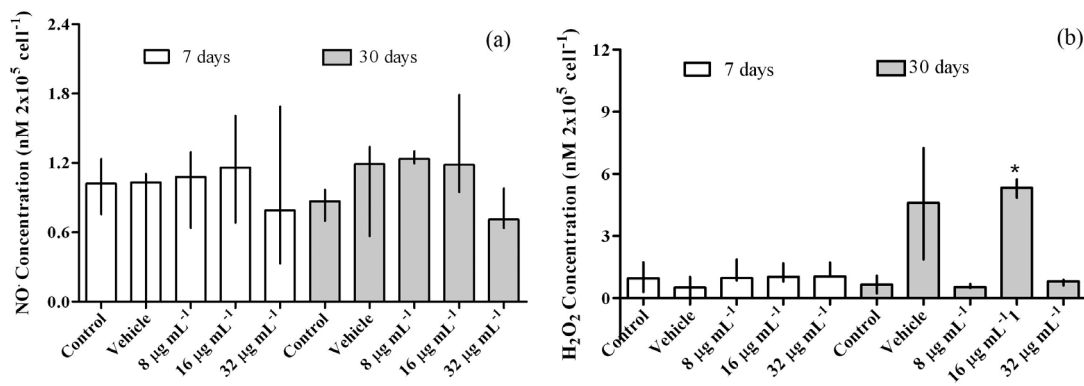 (a)
7 days
30 days
NO· Concentration (nM 2x10⁵ cell⁻¹)
2.4
1.8
1.2
0.6
0.0
Control
Vehicle
8 µg mL⁻¹
16 µg mL⁻¹
32 µg mL⁻¹
Control
Vehicle
8 µg mL⁻¹
16 µg mL⁻¹
32 µg mL⁻¹
(b)
7 days
30 days
H₂O₂ Concentration (nM 2x10⁵ cell⁻¹)
12
9
6
3
0
*
Control
Vehicle
8 µg mL⁻¹
16 µg mL⁻¹
32 µg mL⁻¹
Control
Vehicle
8 µg mL⁻¹
16 µg mL⁻¹1
32 µg mL⁻¹